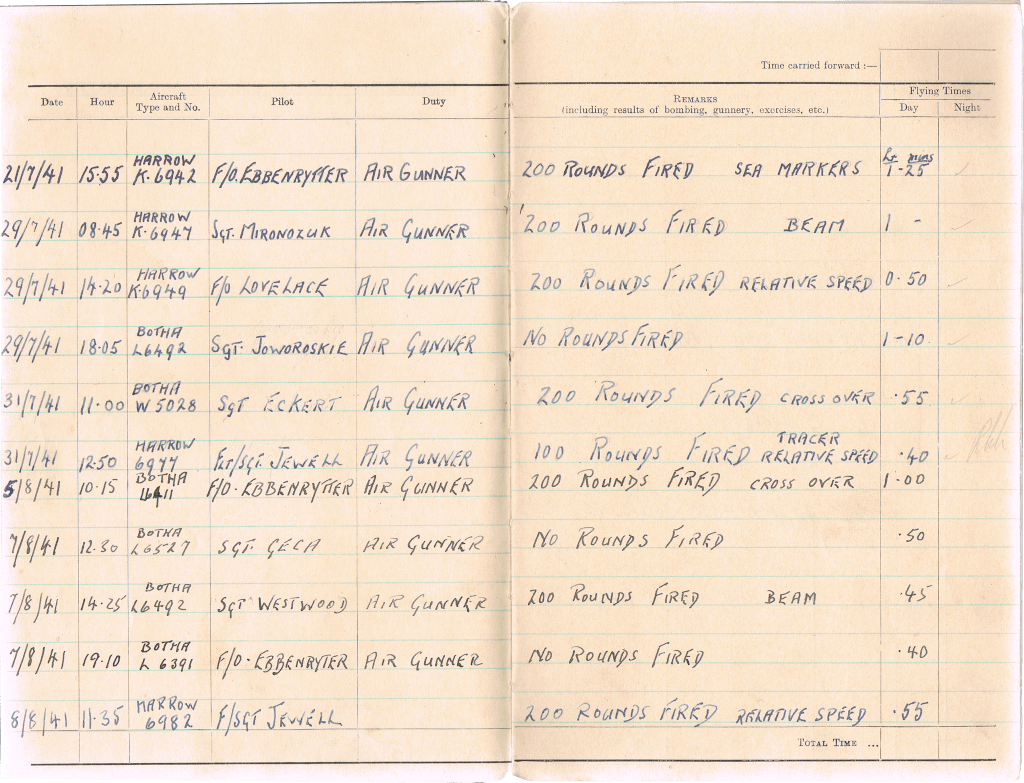 Time carried forward :—
Date Hour Aircraft Type and No. Pilot Duty REMARKS (including results of bombing, gunnery, exercises, etc.) Flying Times Day Night
Hr mins
21/7/41 15.55 HARROW K.6942 F/O. EBBENRYTTER AIR GUNNER 200 ROUNDS FIRED SEA MARKERS 1-25
29/7/41 08.45 HARROW K.6947 SGT. MIRONOZUK AIR GUNNER 200 ROUNDS FIRED BEAM 1 -
29/7/41 14.20 HARROW K.6949 F/O LOVELACE AIR GUNNER 200 ROUNDS FIRED RELATIVE SPEED 0.50
29/7/41 18.05 BOTHA L6492 SGT. JOWOROSKIE AIR GUNNER NO ROUNDS FIRED 1-10
31/7/41 11.00 BOTHA W5028 SGT ECKERT AIR GUNNER 200 ROUNDS FIRED CROSS OVER .55
31/7/41 12.50 HARROW 6977 FLT/SGT. JEWELL AIR GUNNER 100 ROUNDS FIRED TRACER RELATIVE SPEED .40
5/8/41 10.15 BOTHA F/O. EBBENRYTTER AIR GUNNER 200 ROUNDS FIRED CROSS OVER 1.00
7/8/41 12.30 BOTHA L6527 SGT. GECA AIR GUNNER NO ROUNDS FIRED .50
7/8/41 14.25 BOTHA L6492 SGT WESTWOOD AIR GUNNER 200 ROUNDS FIRED BEAM .45
7/8/41 19.10 BOTHA L 6391 F/O. EBBENRYTER AIR GUNNER NO ROUNDS FIRED .40
8/8/41 11.35 HARROW 6982 F/SGT JEWELL 200 ROUNDS FIRED RELATIVE SPEED .55
TOTAL TIME ...